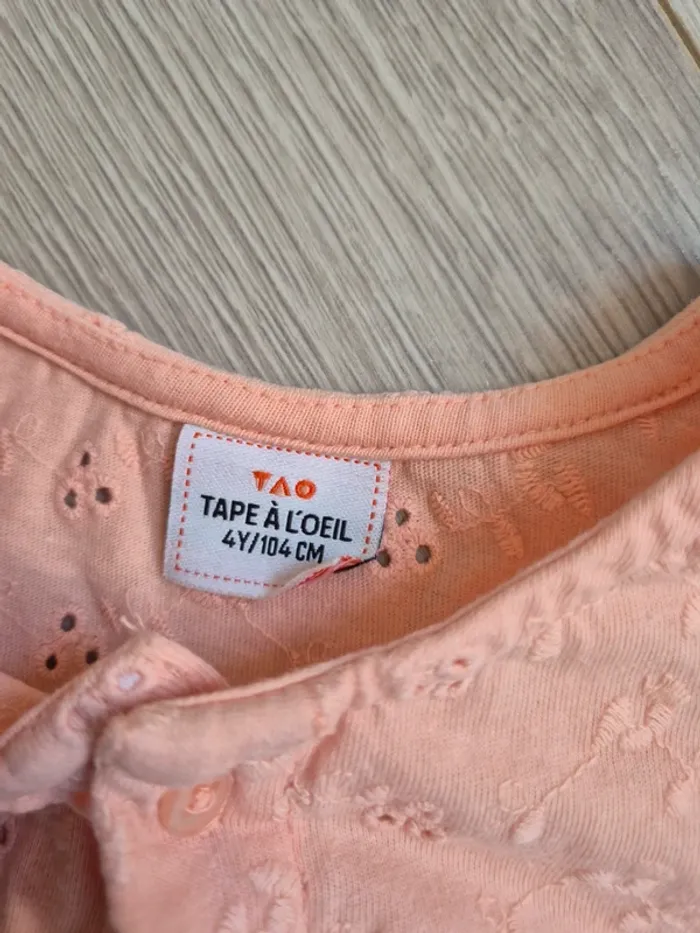 TAO
TAPE À L'OEIL
4Y/104 CM